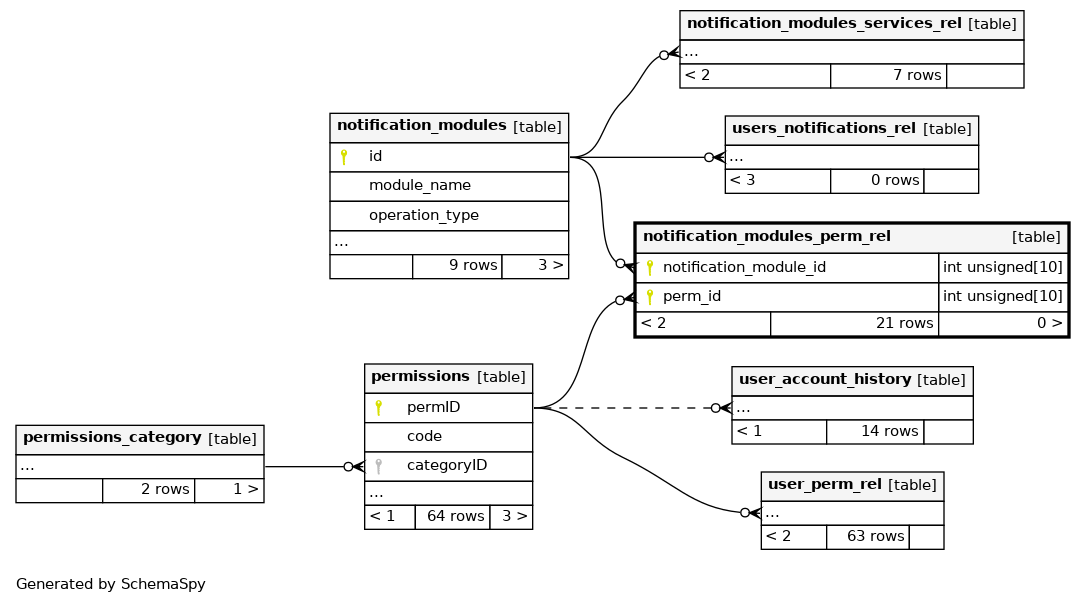 notification_modules_services_rel [table]
...
< 2 7 rows
notification_modules [table]
id
module_name
operation_type
...
9 rows 3 >
users_notifications_rel [table]
...
< 3 0 rows
notification_modules_perm_rel [table]
notification_module_id int unsigned[10]
perm_id int unsigned[10]
< 2 21 rows 0 >
permissions [table]
permID
code
categoryID
...
< 1 64 rows 3 >
user_account_history [table]
...
< 1 14 rows
permissions_category [table]
...
2 rows 1 >
user_perm_rel [table]
...
< 2 63 rows
Generated by SchemaSpy